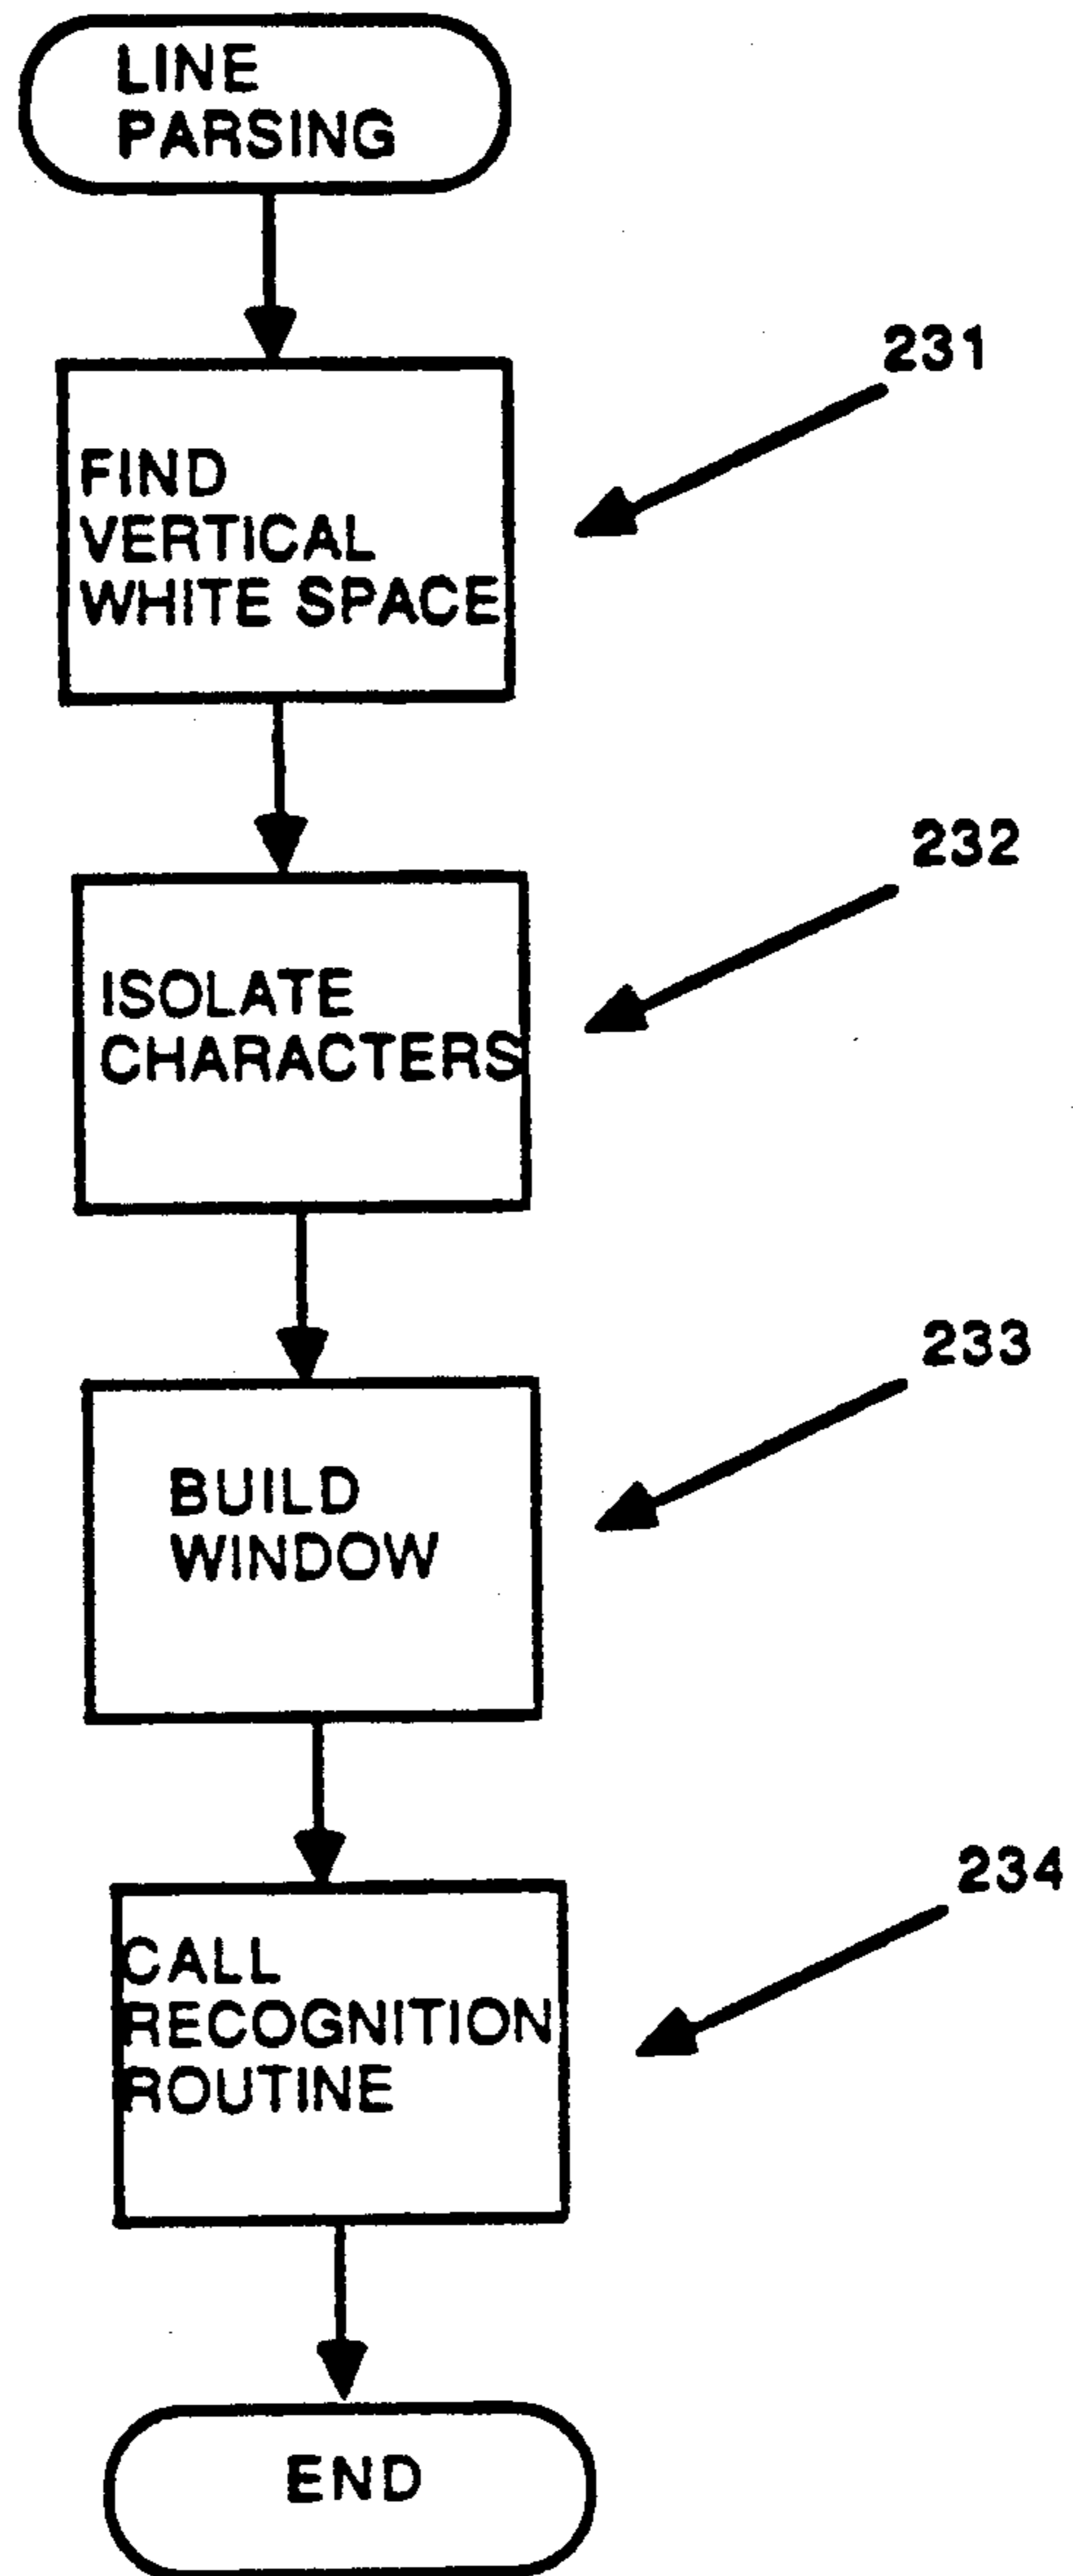 LINE
PARSING
231
FIND
VERTICAL
WHITE SPACE
232
ISOLATE
CHARACTERS
233
BUILD
WINDOW
234
CALL
RECOGNITION
ROUTINE
END